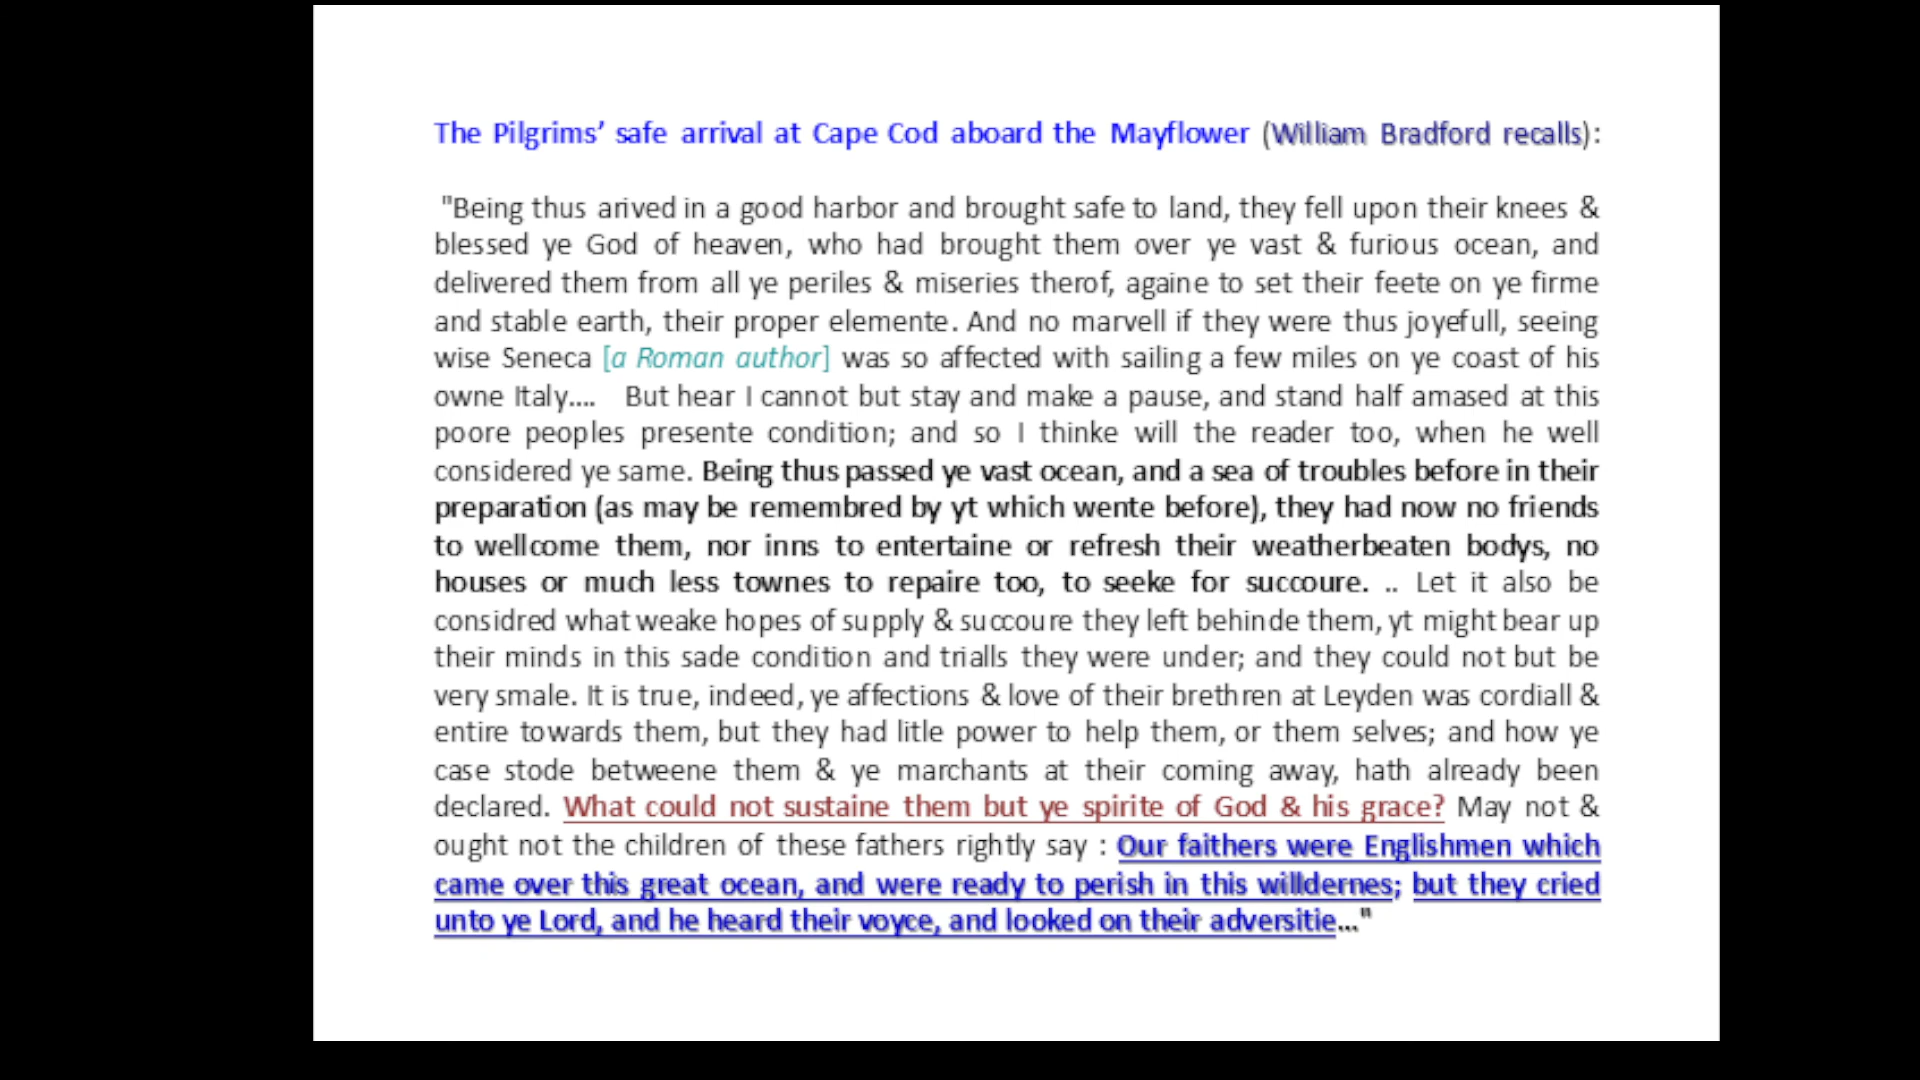 The Pilgrims’ safe arrival at Cape Cod aboard the Mayflower (William Bradford recalls):
"Being thus arived in a good harbor and brought safe to land, they fell upon their knees &
blessed ye God of heaven, who had brought them over ye vast & furious ocean, and
delivered them from all ye periles & miseries therof, againe to set their feete on ye firme
and stable earth, their proper elemente. And no marvell if they were thus joyefull, seeing
wise Seneca [a Roman author] was so affected with sailing a few miles on ye coast of his
owne Italy.... But hear I cannot but stay and make a pause, and stand half amased at this
poore peoples presente condition; and so I thinke will the reader too, when he well
considered ye same. Being thus passed ye vast ocean, and a sea of troubles before in their
preparation (as may be remembred by yt which wente before), they had now no friends
to wellcome them, nor inns to entertaine or refresh their weatherbeaten bodys, no
houses or much less townes to repaire too, to seeke for succoure. .. Let it also be
considred what weake hopes of supply & succoure they left behinde them, yt might bear up
their minds in this sade condition and trialls they were under; and they could not but be
very smale. It is true, indeed, ye affections & love of their brethren at Leyden was cordiall &
entire towards them, but they had litle power to help them, or them selves; and how ye
case stode betweene them & ye marchants at their coming away, hath already been
declared. What could not sustaine them but ye spirite of God & his grace? May not &
ought not the children of these fathers rightly say : Our faithers were Englishmen which
came over this great ocean, and were ready to perish in this willdernes; but they cried
unto ye Lord, and he heard their voyce, and looked on their adversitie..."